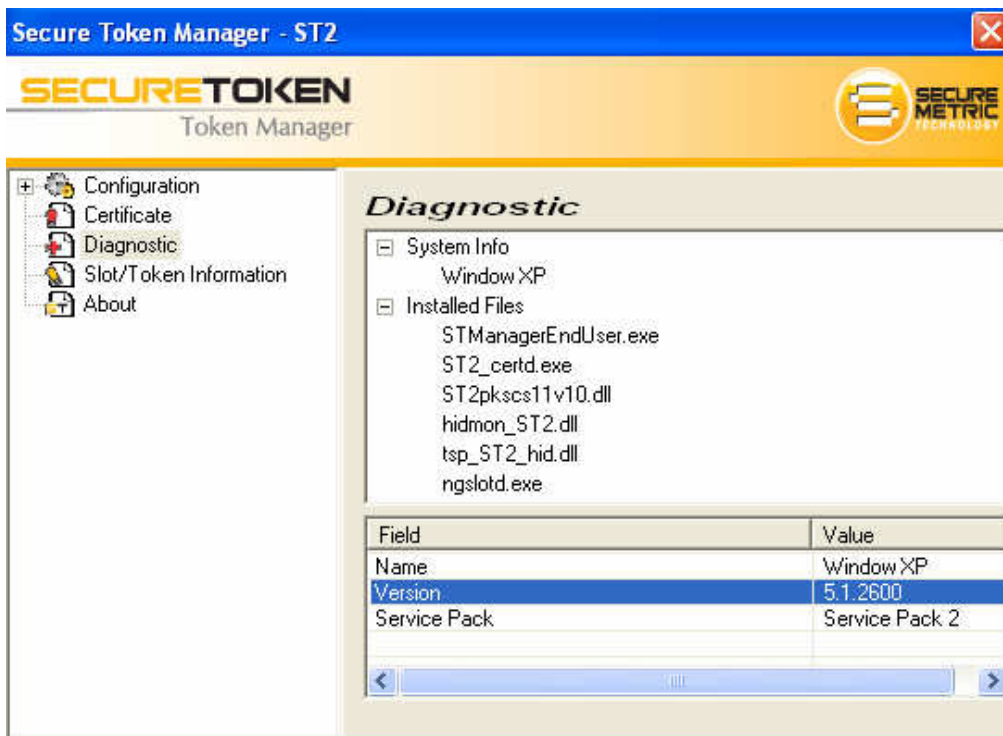 Secure Token Manager - ST2
SECURETOKEN
Token Manager
SECURE
METRIC
TECHNOLOGY
Configuration
Certificate
Diagnostic
Slot/Token Information
About
Diagnostic
System Info
Window XP
Installed Files
STManagerEndUser.exe
ST2_certd.exe
ST2pkscs11v10.dll
hidmon_ST2.dll
tsp_ST2_hid.dll
ngslotd.exe
Field Value
Name Window XP
Version 5.1.2600
Service Pack Service Pack 2